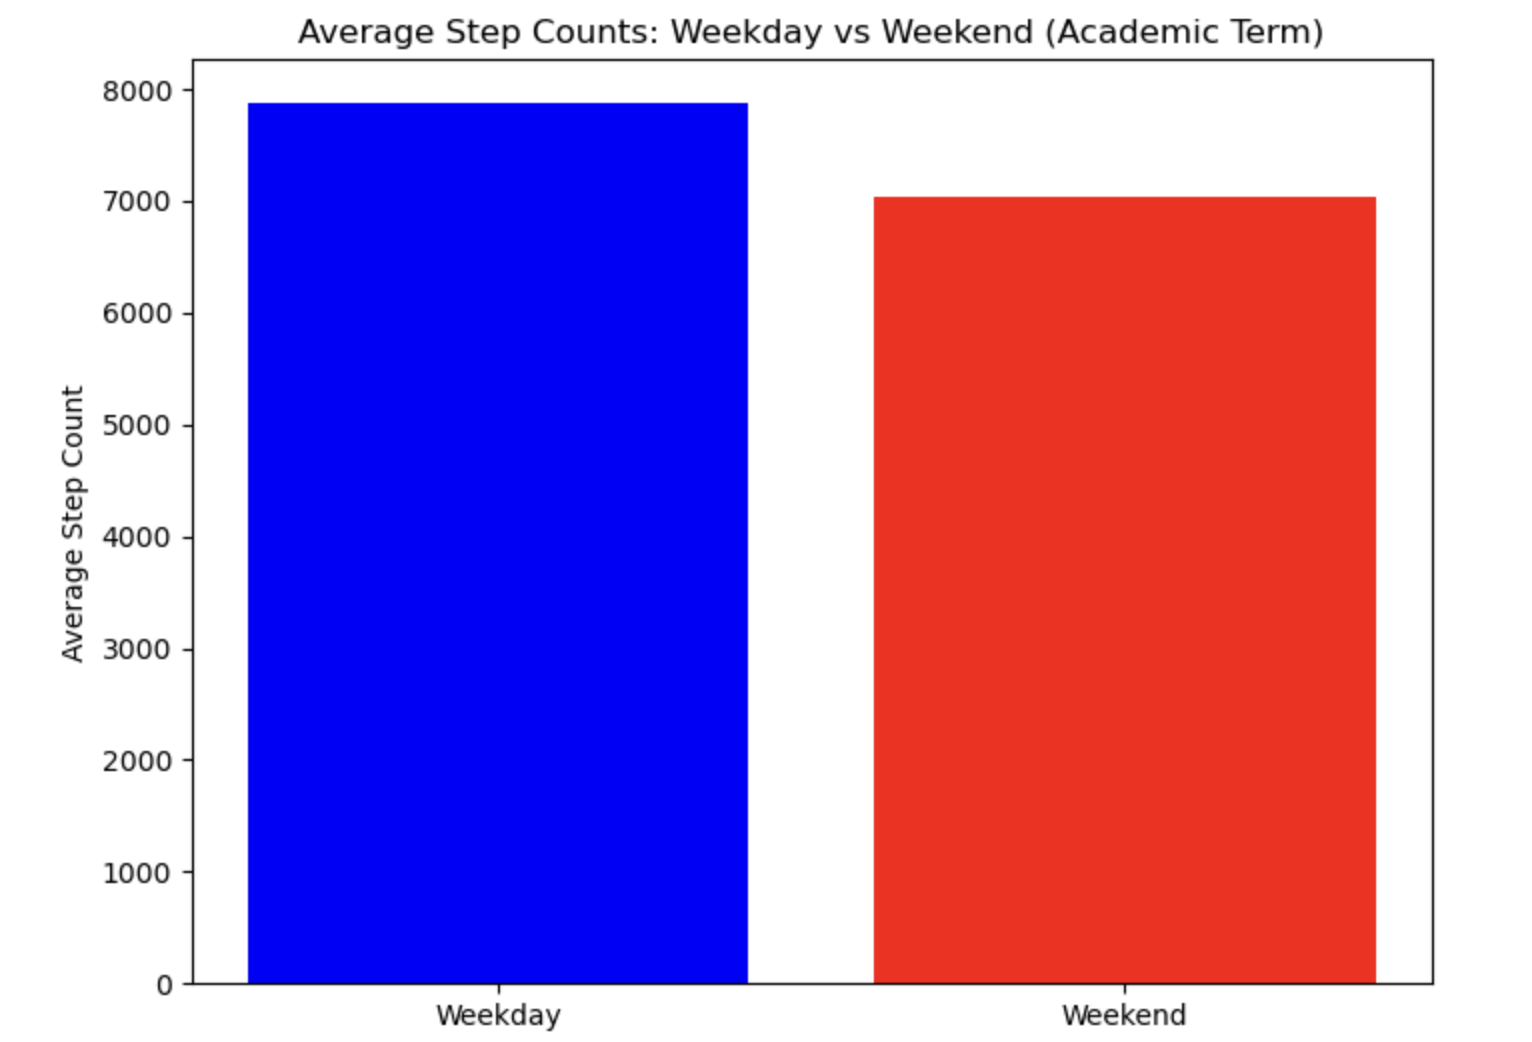 Average Step Counts: Weekday vs Weekend (Academic Term)
Average Step Count
8000
7000
6000
5000
4000
3000
2000
1000
0
Weekday
Weekend